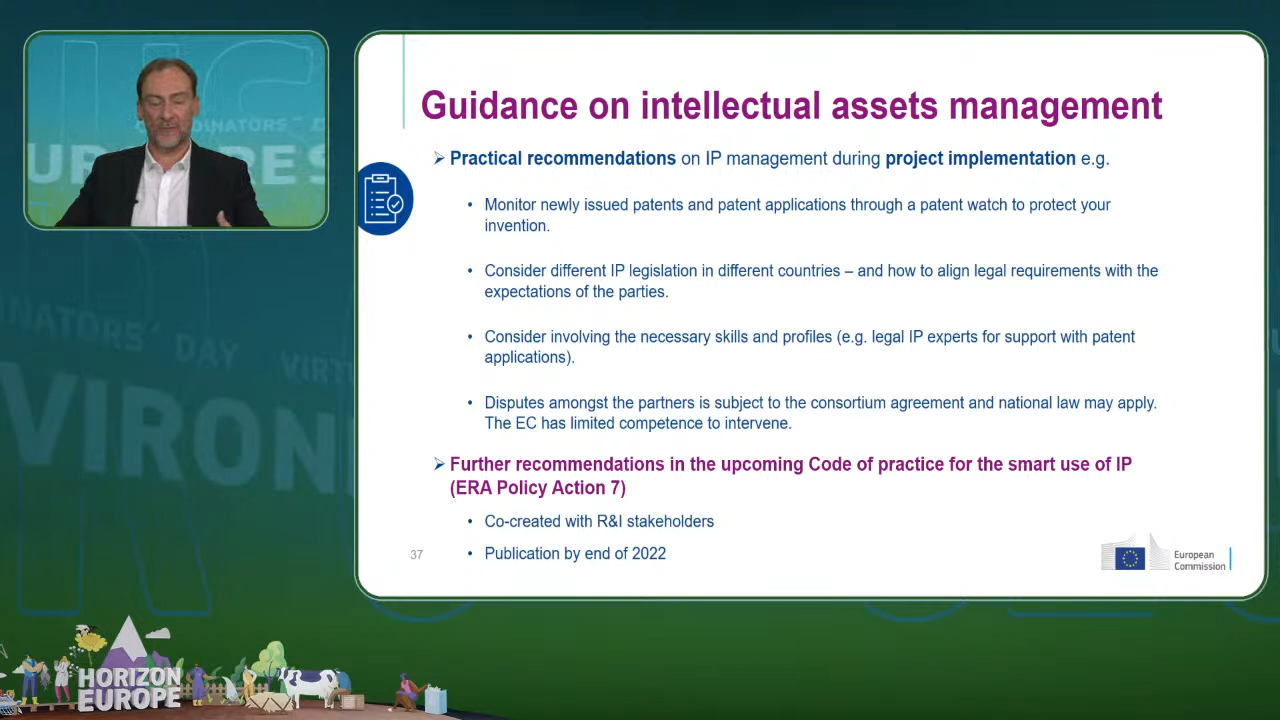 Guidance on intellectual assets management
➢ Practical recommendations on IP management during project implementation e.g.
• Monitor newly issued patents and patent applications through a patent watch to protect your
invention.
• Consider different IP legislation in different countries – and how to align legal requirements with the
expectations of the parties.
• Consider involving the necessary skills and profiles (e.g. legal IP experts for support with patent
applications).
• Disputes amongst the partners is subject to the consortium agreement and national law may apply.
The EC has limited competence to intervene.
➢ Further recommendations in the upcoming Code of practice for the smart use of IP
(ERA Policy Action 7)
• Co-created with R&I stakeholders
• Publication by end of 2022
37
European
Commission
DINATORS´ D
INATORS´ DAY VIRT
VIRON
HORIZON
EUROPE